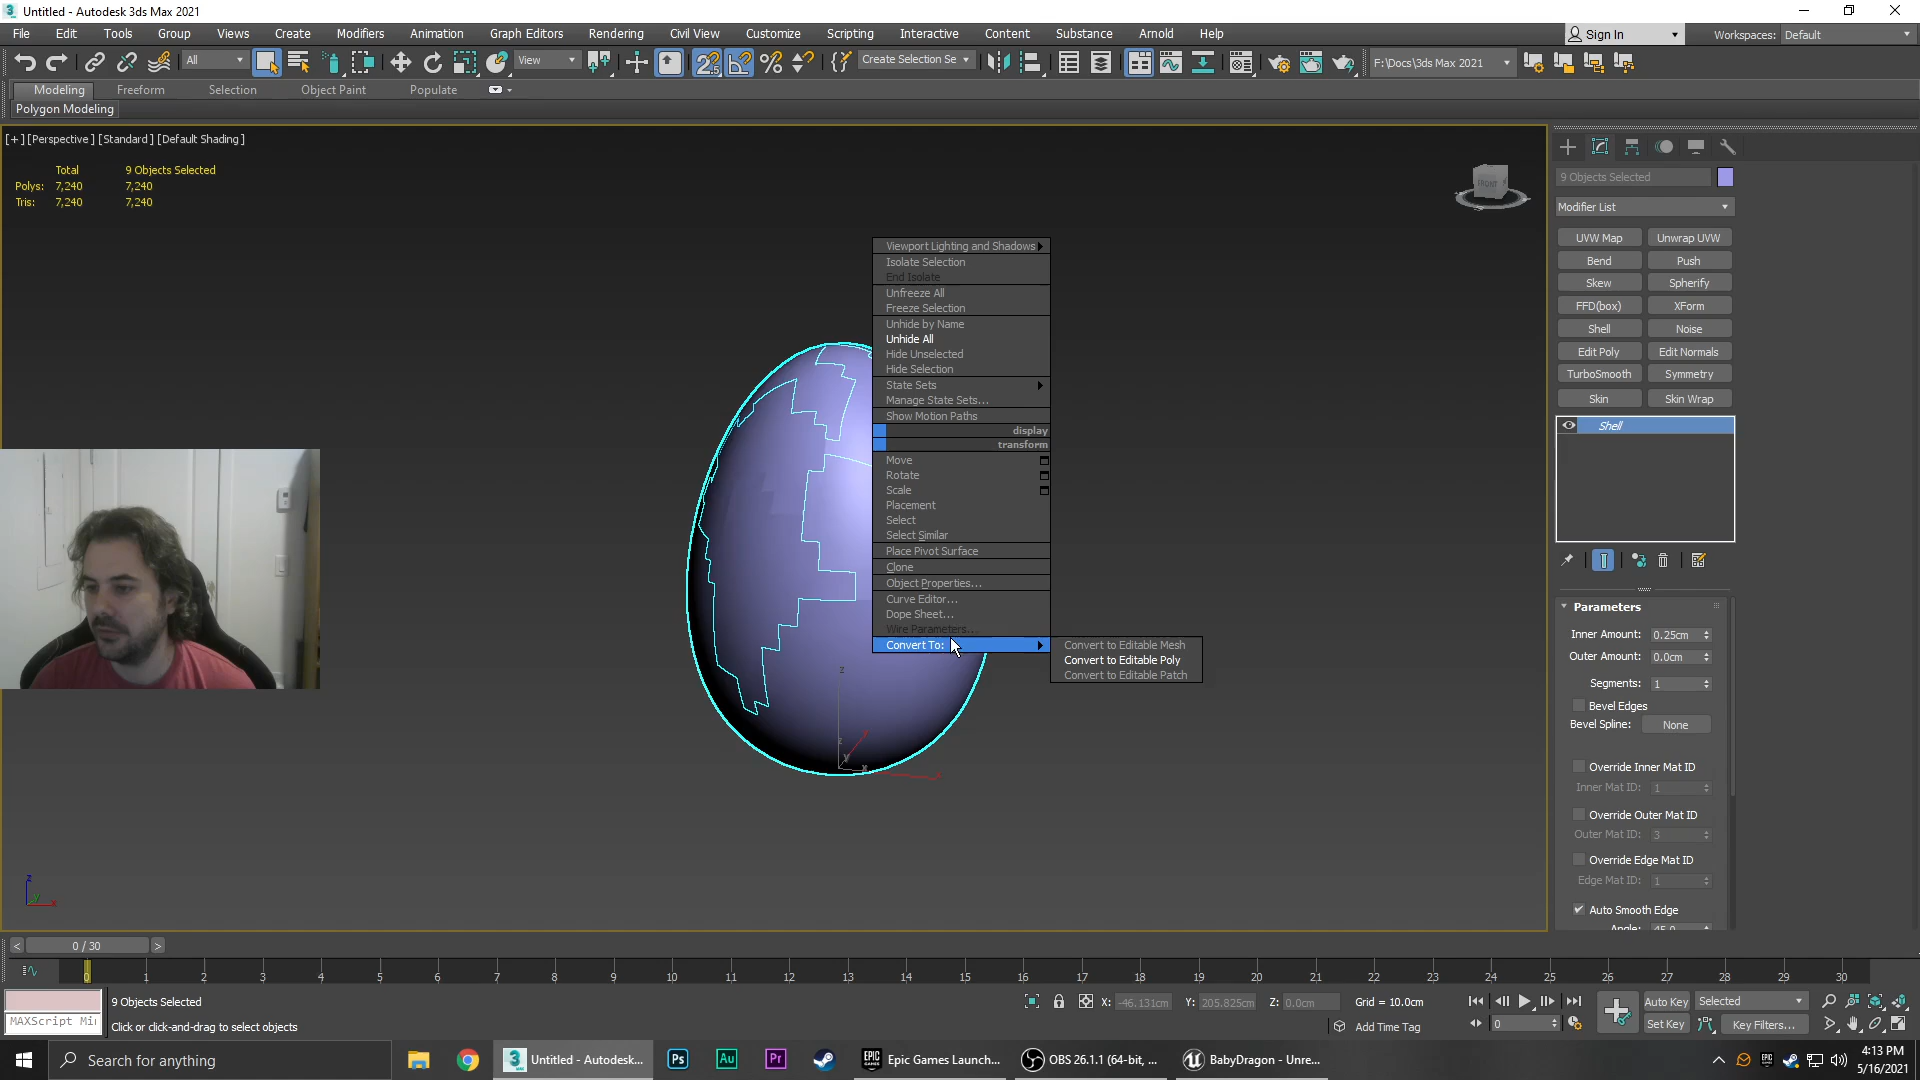 Untitled - Autodesk 3ds Max 2021
File Edit Tools Group Views Create Modifiers Animation Graph Editors Rendering Civil View Customize Scripting Interactive Content Substance Arnold Help Sign In Workspaces: Default
All View Create Selection Se F:\Docs\3ds Max 2021
Modeling Freeform Selection Object Paint Populate
Polygon Modeling
[+] [Perspective ] [Standard ] [Default Shading ]
Total 9 Objects Selected
Polys: 7,240 7,240
Tris: 7,240 7,240
FRONT
9 Objects Selected
Modifier List
UVW Map Unwrap UVW
Bend Push
Skew Spherify
FFD(box) XForm
Shell Noise
Edit Poly Edit Normals
TurboSmooth Symmetry
Skin Skin Wrap
Shell
Viewport Lighting and Shadows
Isolate Selection
End Isolate
Unfreeze All
Freeze Selection
Unhide by Name
Unhide All
Hide Unselected
Hide Selection
State Sets
Manage State Sets...
Show Motion Paths
display
transform
Move
Rotate
Scale
Placement
Select
Select Similar
Place Pivot Surface
Clone
Object Properties...
Curve Editor...
Dope Sheet...
Wire Parameters...
Convert To:
Convert to Editable Mesh
Convert to Editable Poly
Convert to Editable Patch
Parameters
Inner Amount: 0.25cm
Outer Amount: 0.0cm
Segments: 1
Bevel Edges
Bevel Spline: None
Override Inner Mat ID
Inner Mat ID: 1
Override Outer Mat ID
Outer Mat ID: 3
Override Edge Mat ID
Edge Mat ID: 1
Auto Smooth Edge
Angle: 45.0
z
z
y
x
x
z
y
x
< 0 / 30 >
0 1 2 3 4 5 6 7 8 9 10 11 12 13 14 15 16 17 18 19 20 21 22 23 24 25 26 27 28 29 30
9 Objects Selected X: -46.131cm Y: 205.825cm Z: 0.0cm Grid = 10.0cm Auto Key Selected
MAXScript Mi Click or click-and-drag to select objects Add Time Tag 0 Set Key Key Filters...
Search for anything Untitled - Autodesk... Ps Au Pr Epic Games Launch... OBS 26.1.1 (64-bit, ... BabyDragon - Unre... 4:13 PM
5/16/2021